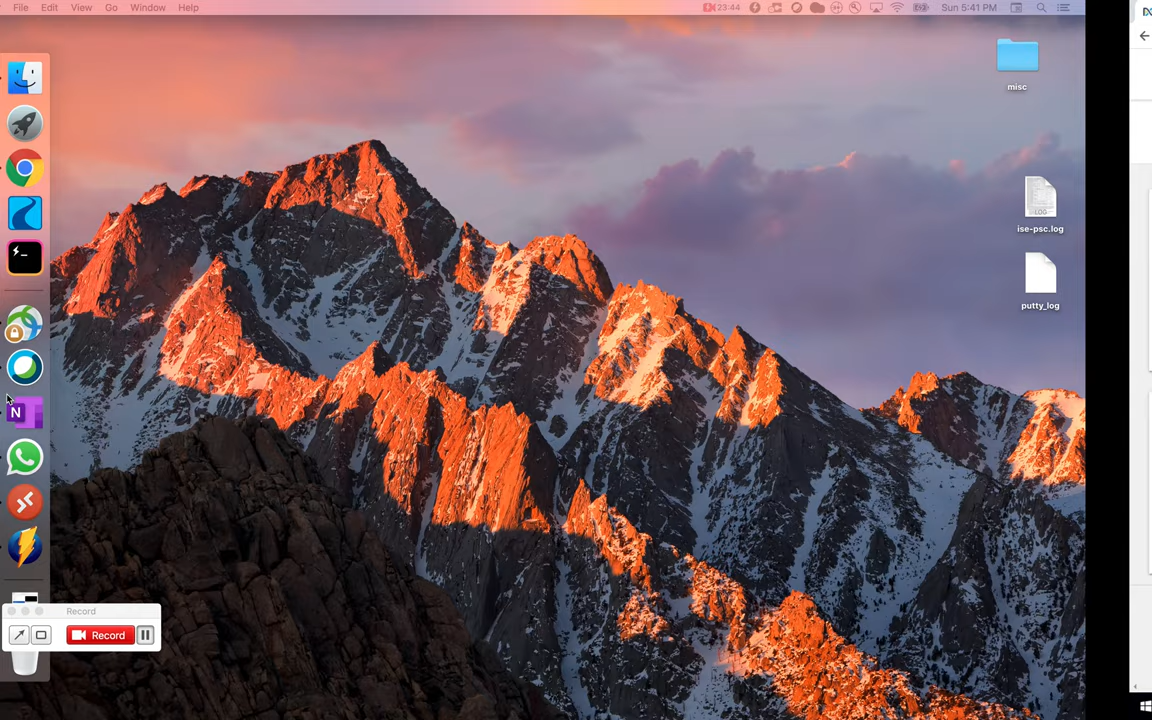 File Edit View Go Window Help
23:44
Sun 5:41 PM
misc
LOG
ise-psc.log
putty_log
N
Record
Record